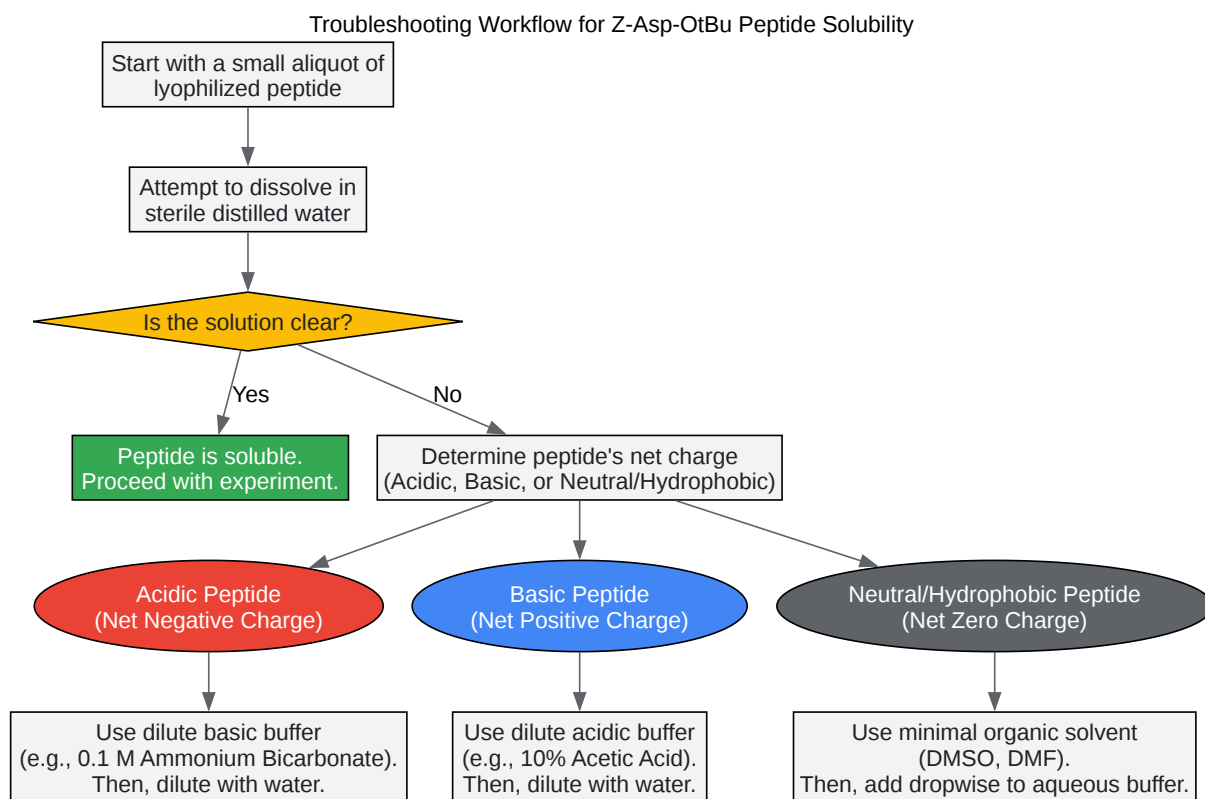 Troubleshooting Workflow for Z-Asp-OtBu Peptide Solubility
Start with a small aliquot of
lyophilized peptide
Attempt to dissolve in
sterile distilled water
Is the solution clear?
Yes
No
Peptide is soluble.
Proceed with experiment.
Determine peptide's net charge
(Acidic, Basic, or Neutral/Hydrophobic)
Acidic Peptide
(Net Negative Charge)
Basic Peptide
(Net Positive Charge)
Neutral/Hydrophobic Peptide
(Net Zero Charge)
Use dilute basic buffer
(e.g., 0.1 M Ammonium Bicarbonate).
Then, dilute with water.
Use dilute acidic buffer
(e.g., 10% Acetic Acid).
Then, dilute with water.
Use minimal organic solvent
(DMSO, DMF).
Then, add dropwise to aqueous buffer.